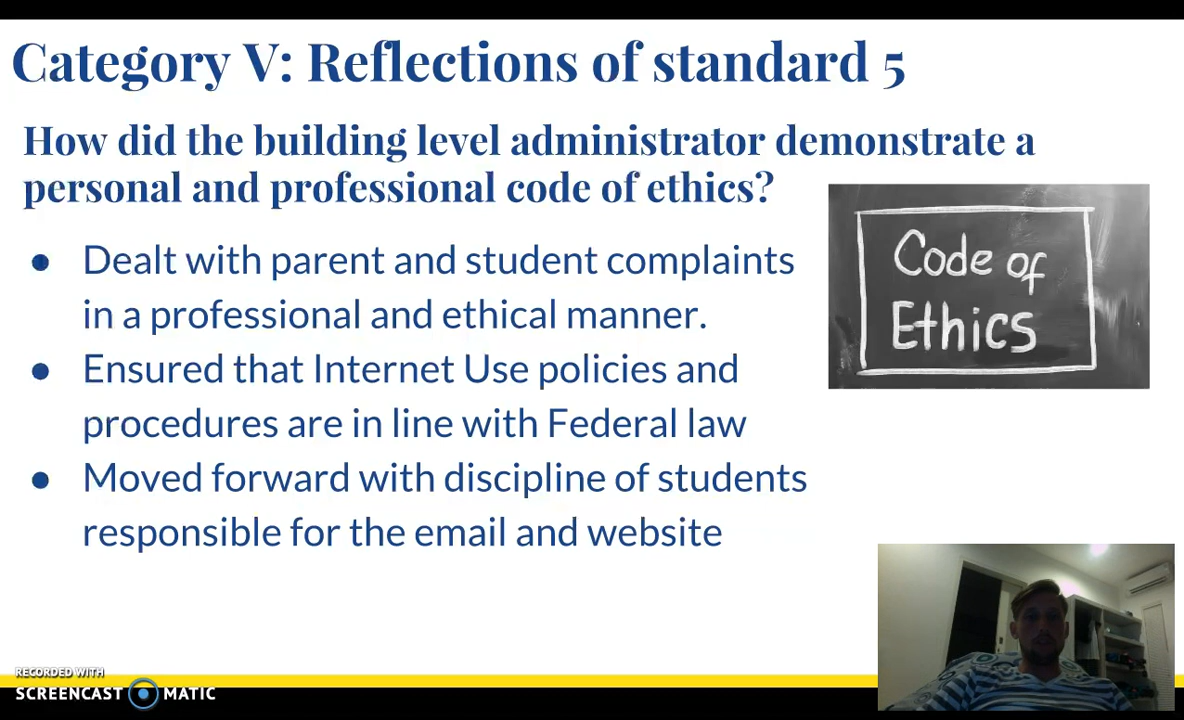 Category V: Reflections of standard 5
How did the building level administrator demonstrate a
personal and professional code of ethics?
Dealt with parent and student complaints
in a professional and ethical manner.
Ensured that Internet Use policies and
procedures are in line with Federal law
Moved forward with discipline of students
responsible for the email and website
Code of
Ethics
RECORDED WITH
SCREENCAST MATIC